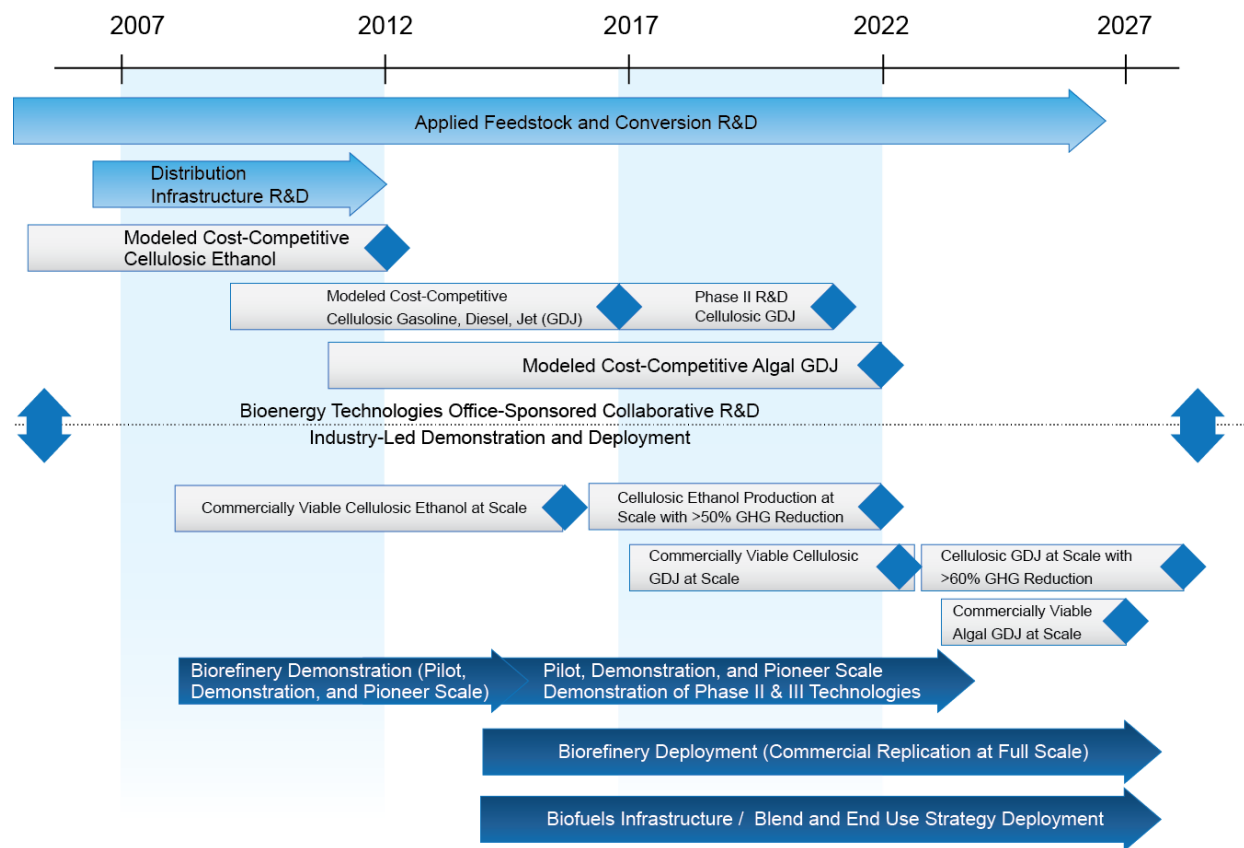 2007
2012
2017
2022
2027
Applied Feedstock and Conversion R&D
Distribution
Infrastructure R&D
Modeled Cost-Competitive
Cellulosic Ethanol
Modeled Cost-Competitive
Cellulosic Gasoline, Diesel, Jet (GDJ)
Phase II R&D
Cellulosic GDJ
Modeled Cost-Competitive Algal GDJ
Bioenergy Technologies Office-Sponsored Collaborative R&D
Industry-Led Demonstration and Deployment
Commercially Viable Cellulosic Ethanol at Scale
Cellulosic Ethanol Production at
Scale with >50% GHG Reduction
Commercially Viable Cellulosic
GDJ at Scale
Cellulosic GDJ at Scale with
>60% GHG Reduction
Commercially Viable
Algal GDJ at Scale
Biorefinery Demonstration (Pilot,
Demonstration, and Pioneer Scale)
Pilot, Demonstration, and Pioneer Scale
Demonstration of Phase II & III Technologies
Biorefinery Deployment (Commercial Replication at Full Scale)
Biofuels Infrastructure / Blend and End Use Strategy Deployment